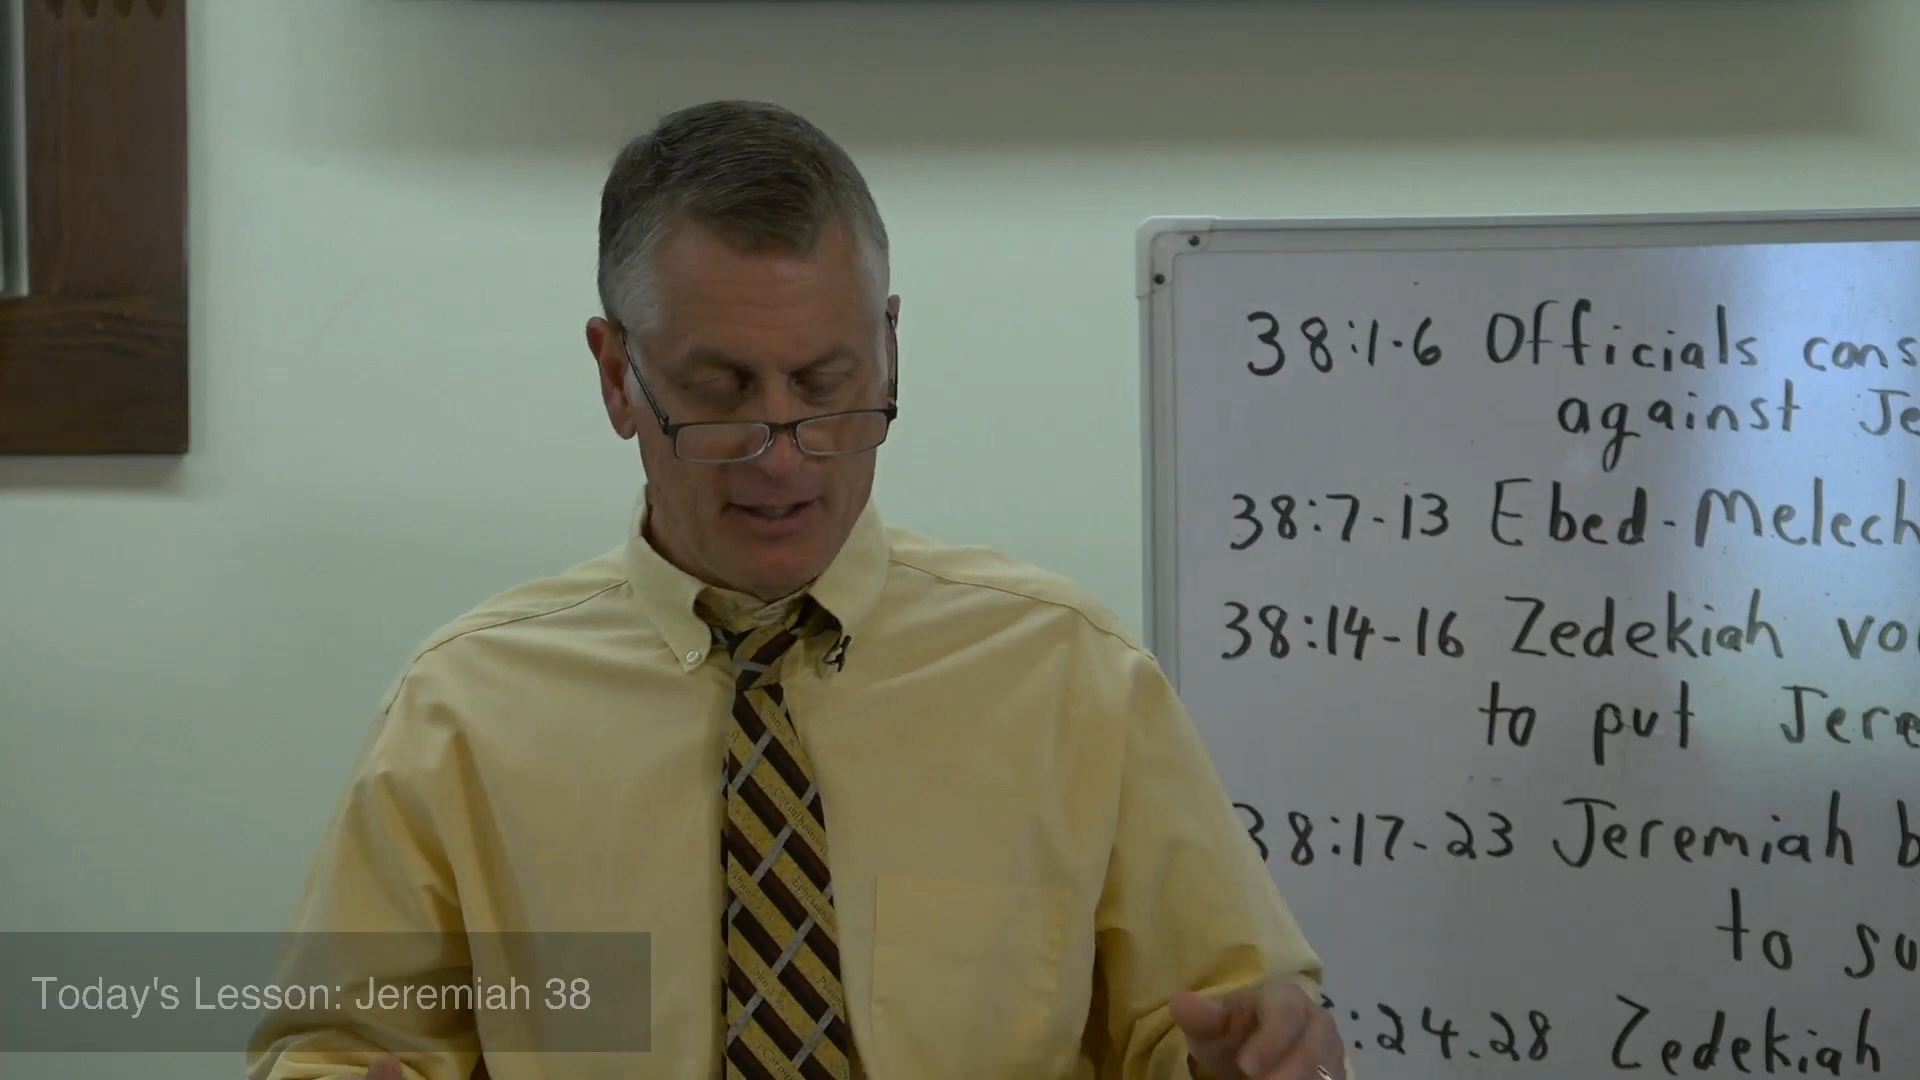 38:1-6 Officials cons
against Je
38:7-13 Ebed-Melech
38:14-16 Zedekiah vo
to put Jere
38:17-23 Jeremiah b
to su
:24-28 Zedekiah
Today's Lesson: Jeremiah 38